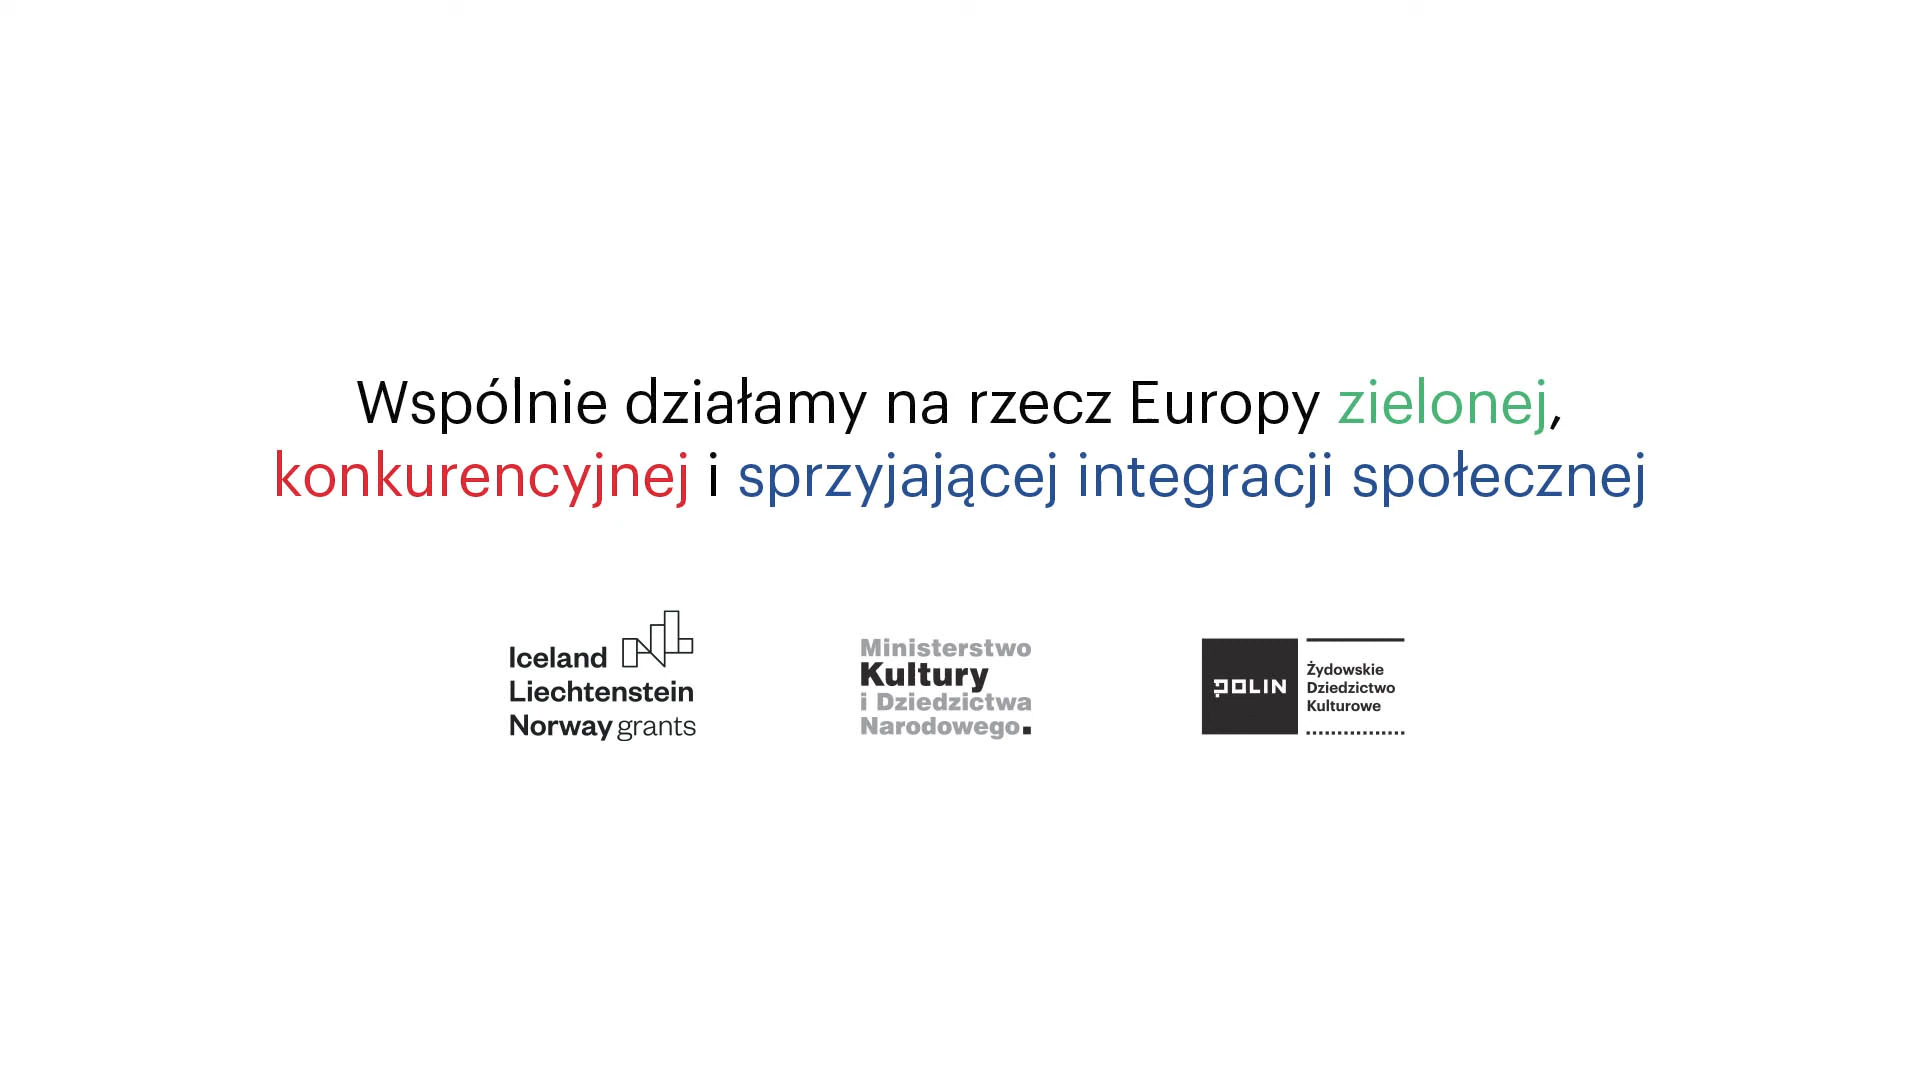 Wspólnie działamy na rzecz Europy zielonej,
konkurencyjnej i sprzyjającej integracji społecznej
Iceland
Liechtenstein
Norway grants
Ministerstwo
Kultury
i Dziedzictwa
Narodowego.
POLIN
Żydowskie
Dziedzictwo
Kulturowe